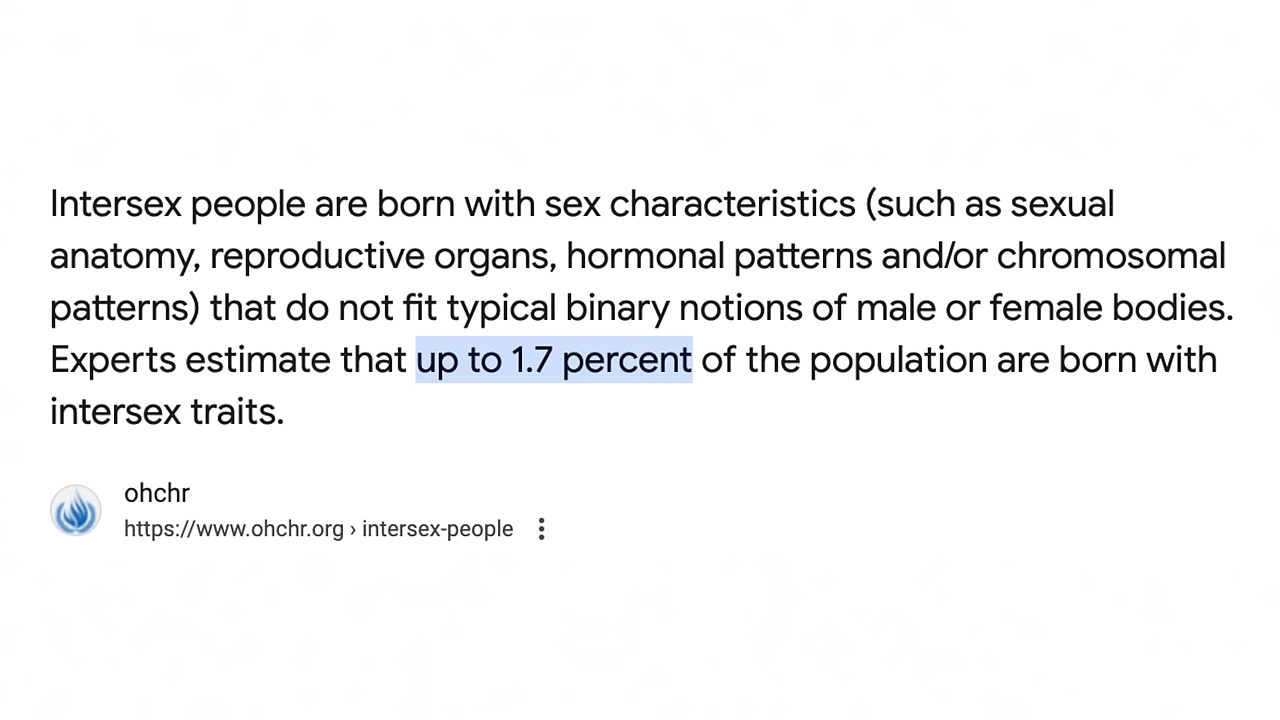 Intersex people are born with sex characteristics (such as sexual
anatomy, reproductive organs, hormonal patterns and/or chromosomal
patterns) that do not fit typical binary notions of male or female bodies.
Experts estimate that up to 1.7 percent of the population are born with
intersex traits.
ohchr
https://www.ohchr.org › intersex-people